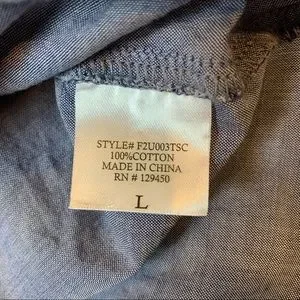 STYLE# F2U003TSC
100%COTTON
MADE IN CHINA
RN # 129450
L